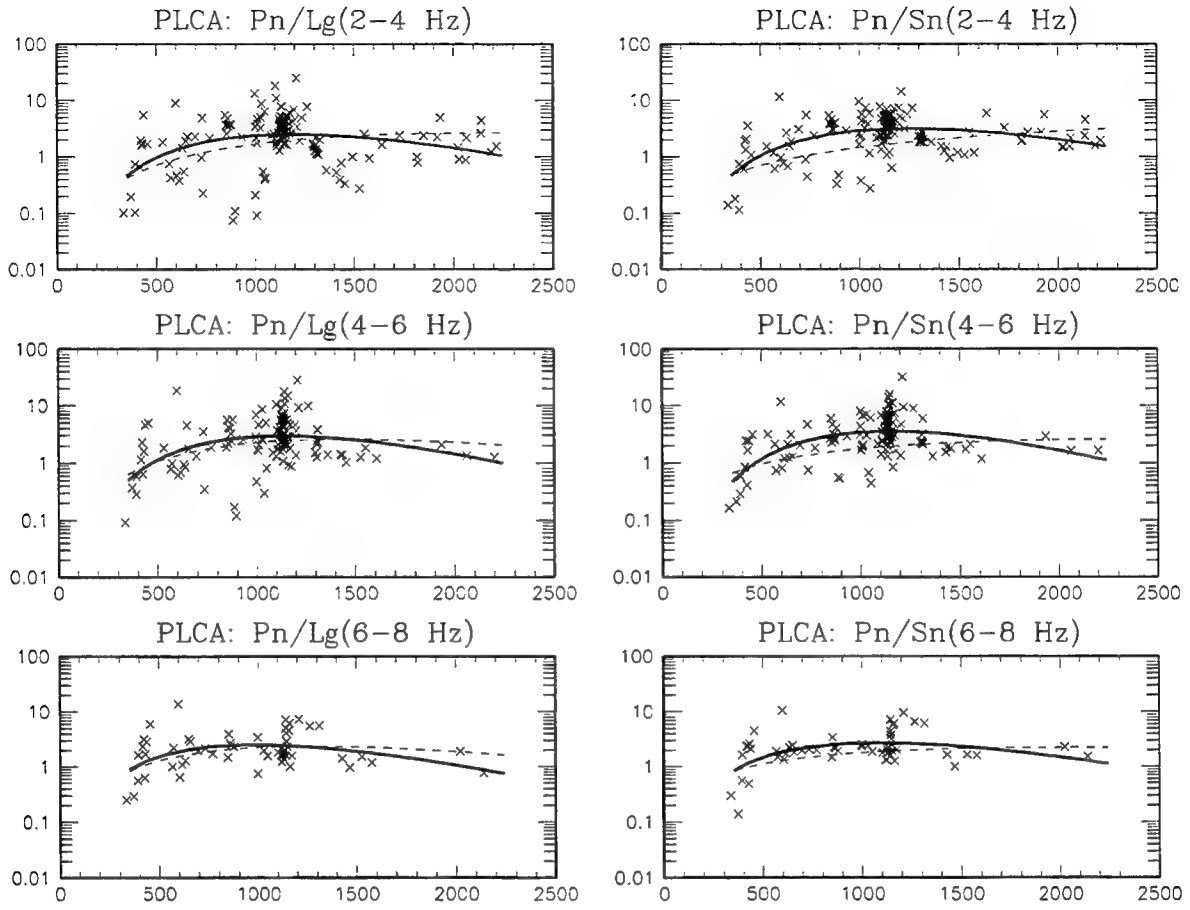 PLCA: Pn/Lg(2-4 Hz)
100
10
1
0.1
0.01
0 500 1000 1500 2000 2500
PLCA: Pn/Sn(2-4 Hz)
100
10
1
0.1
0.01
0 500 1000 1500 2000 2500
PLCA: Pn/Lg(4-6 Hz)
100
10
1
0.1
0.01
0 500 1000 1500 2000 2500
PLCA: Pn/Sn(4-6 Hz)
100
10
1
0.1
0.01
0 500 1000 1500 2000 2500
PLCA: Pn/Lg(6-8 Hz)
100
10
1
0.1
0.01
0 500 1000 1500 2000 2500
PLCA: Pn/Sn(6-8 Hz)
100
10
1
0.1
0.01
0 500 1000 1500 2000 2500